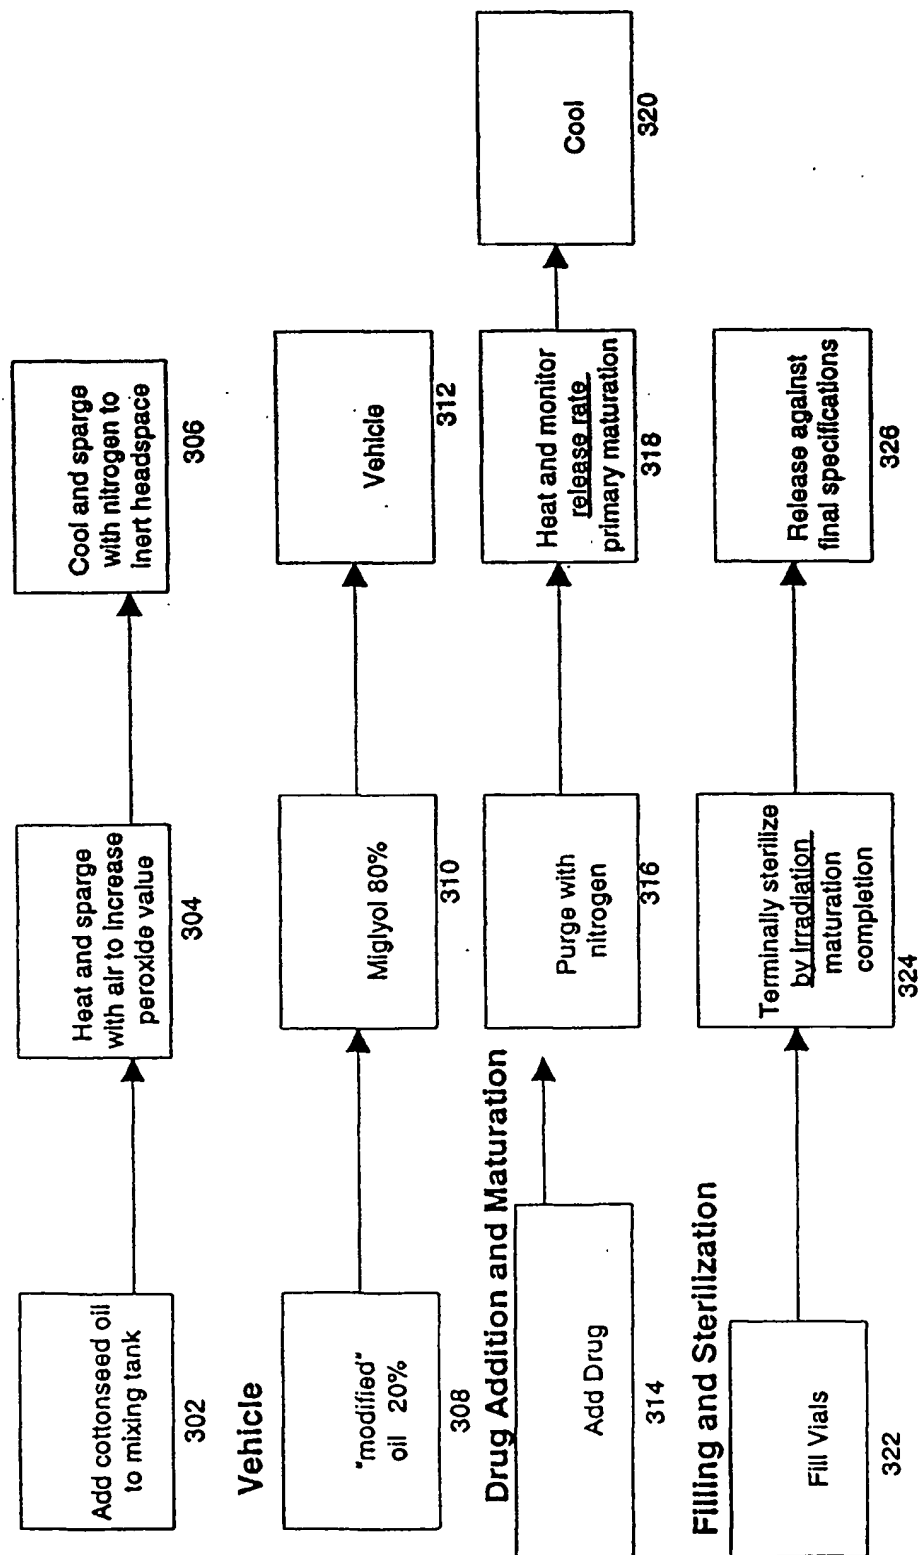 Add cottonseed oil
to mixing tank
302
Heat and sparge
with air to increase
peroxide value
304
Cool and sparge
with nitrogen to
inert headspace
306
Vehicle
"modified"
oil 20%
308
Miglyol 80%
310
Vehicle
312
Drug Addition and Maturation
Add Drug
314
Purge with
nitrogen
316
Heat and monitor
release rate
primary maturation
318
Cool
320
Filling and Sterilization
Fill Vials
322
Terminally sterilize
by irradiation
maturation
completion
324
Release against
final specifications
326